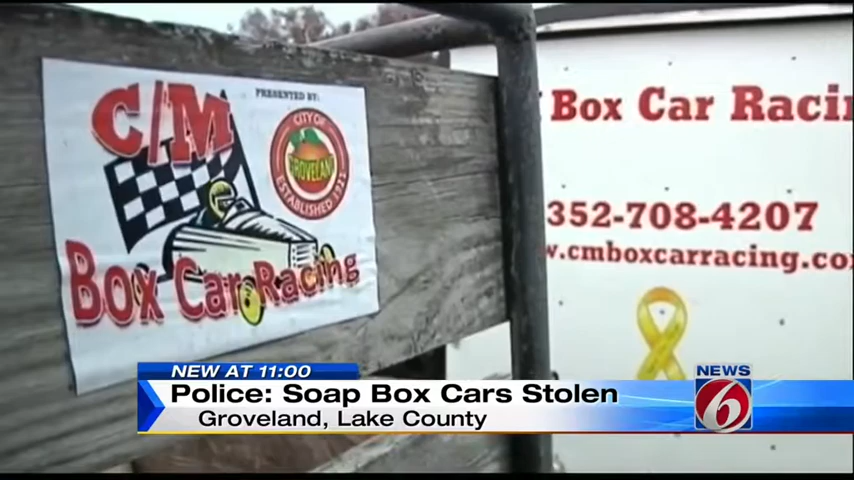 C/M
PRESENTED BY:
CITY OF
GROVELAND
ESTABLISHED 1922
Box Car Racing
Box Car Racin
352-708-4207
w.cmboxcarracing.co
NEW AT 11:00
Police: Soap Box Cars Stolen
Groveland, Lake County
NEWS
6